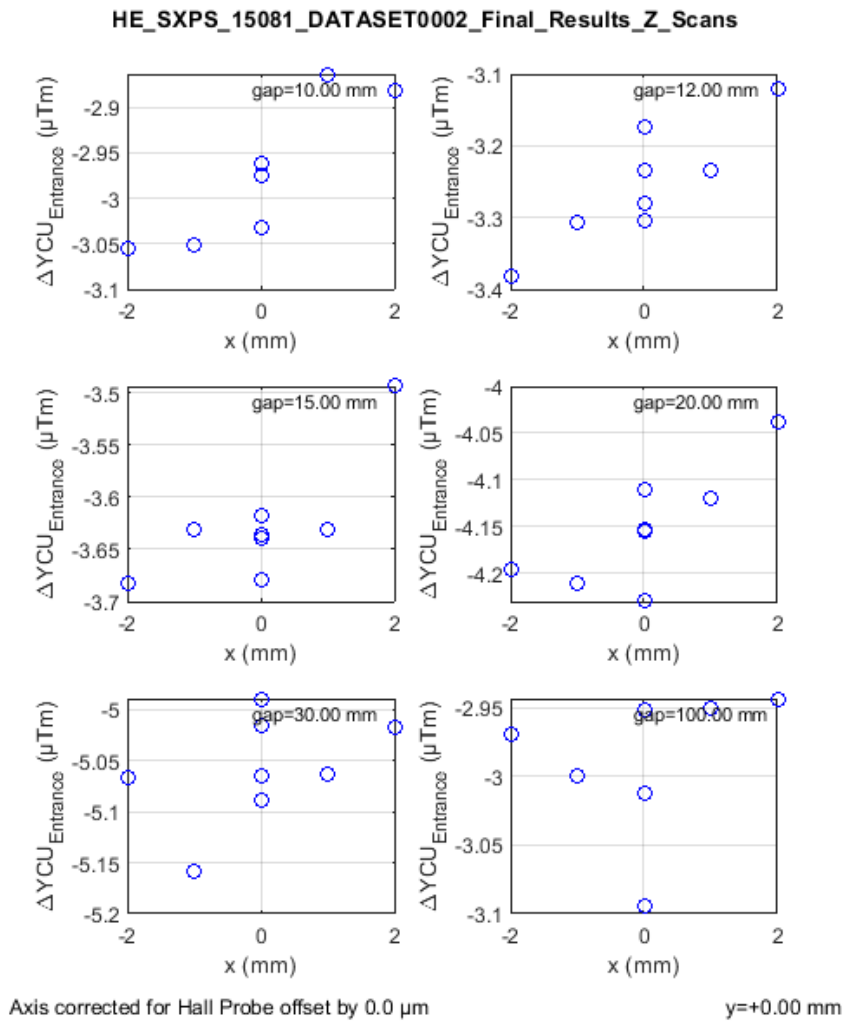 HE_SXPS_15081_DATASET0002_Final_Results_Z_Scans
gap=10.00 mm
ΔYCU_Entrance (μTm)
-2.9
-2.95
-3
-3.05
-3.1
-2 0 2
x (mm)
gap=12.00 mm
ΔYCU_Entrance (μTm)
-3.1
-3.2
-3.3
-3.4
-2 0 2
x (mm)
gap=15.00 mm
ΔYCU_Entrance (μTm)
-3.5
-3.55
-3.6
-3.65
-3.7
-2 0 2
x (mm)
gap=20.00 mm
ΔYCU_Entrance (μTm)
-4
-4.05
-4.1
-4.15
-4.2
-2 0 2
x (mm)
gap=30.00 mm
ΔYCU_Entrance (μTm)
-5
-5.05
-5.1
-5.15
-5.2
-2 0 2
x (mm)
gap=100.00 mm
ΔYCU_Entrance (μTm)
-2.95
-3
-3.05
-3.1
-2 0 2
x (mm)
Axis corrected for Hall Probe offset by 0.0 μm
y=+0.00 mm